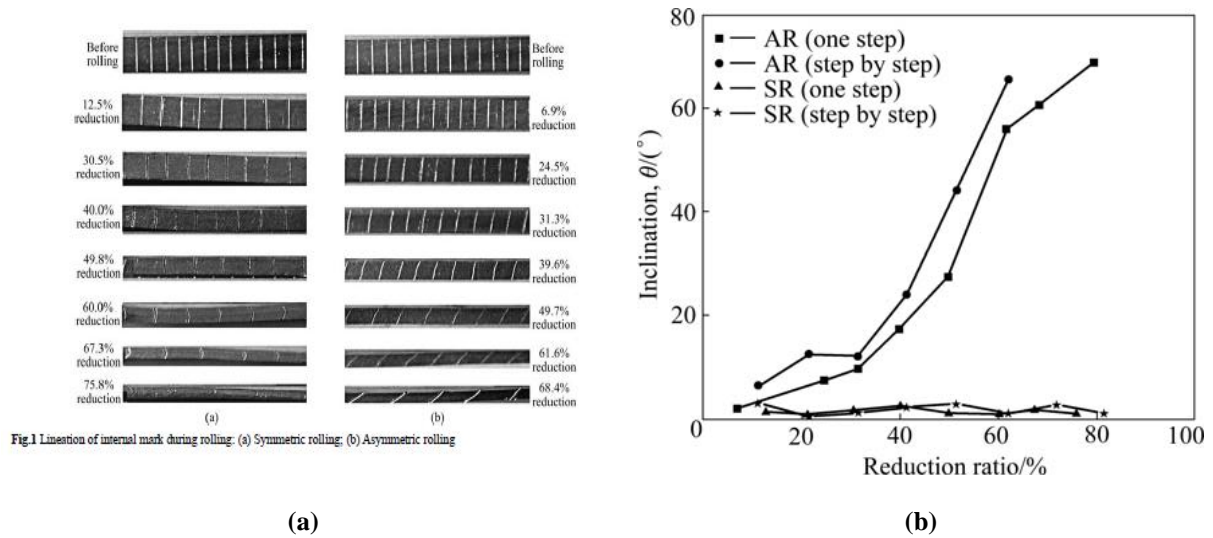 Before
rolling
12.5%
reduction
30.5%
reduction
40.0%
reduction
49.8%
reduction
60.0%
reduction
67.3%
reduction
75.8%
reduction
(a)
Before
rolling
6.9%
reduction
24.5%
reduction
31.3%
reduction
39.6%
reduction
49.7%
reduction
61.6%
reduction
68.4%
reduction
(b)
Fig.1 Lineation of internal mark during rolling: (a) Symmetric rolling; (b) Asymmetric rolling
(a)
80
60
40
20
0
20
40
60
80
100
Inclination, θ/(°)
Reduction ratio/%
AR (one step)
AR (step by step)
SR (one step)
SR (step by step)
(b)